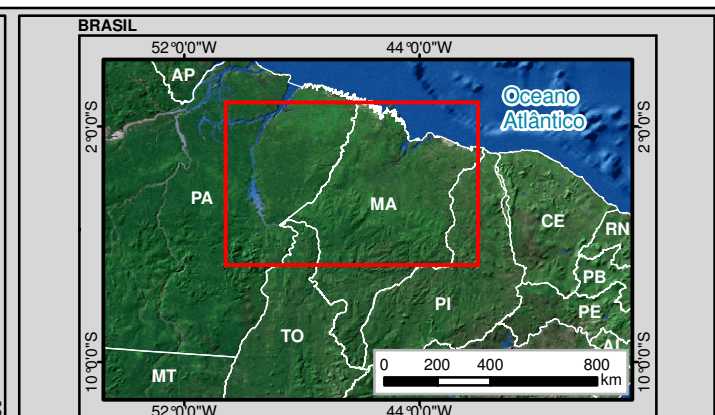 BRASIL
52°0'0"W 44°0'0"W
AP
Oceano
Atlântico
2°0'0"S 2°0'0"S
PA
MA
CE
RN
PB
PI
PE
TO
AL
MT
0 200 400 800
km
10°0'0"S 10°0'0"S
52°0'0"W 44°0'0"W